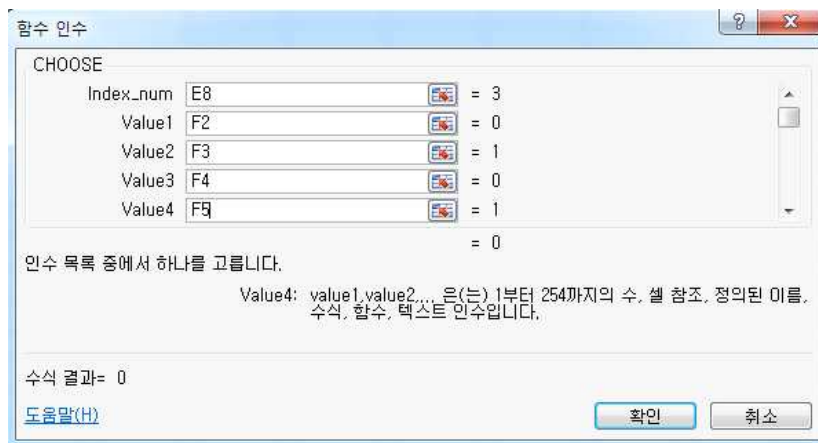 함수 인수
CHOOSE
Index_num E8 = 3
Value1 F2 = 0
Value2 F3 = 1
Value3 F4 = 0
Value4 F5 = 1
= 0
인수 목록 중에서 하나를 고릅니다.
Value4: value1,value2,... 은(는) 1부터 254까지의 수, 셀 참조, 정의된 이름,
수식, 함수, 텍스트 인수입니다.
수식 결과= 0
도움말(H)
확인
취소